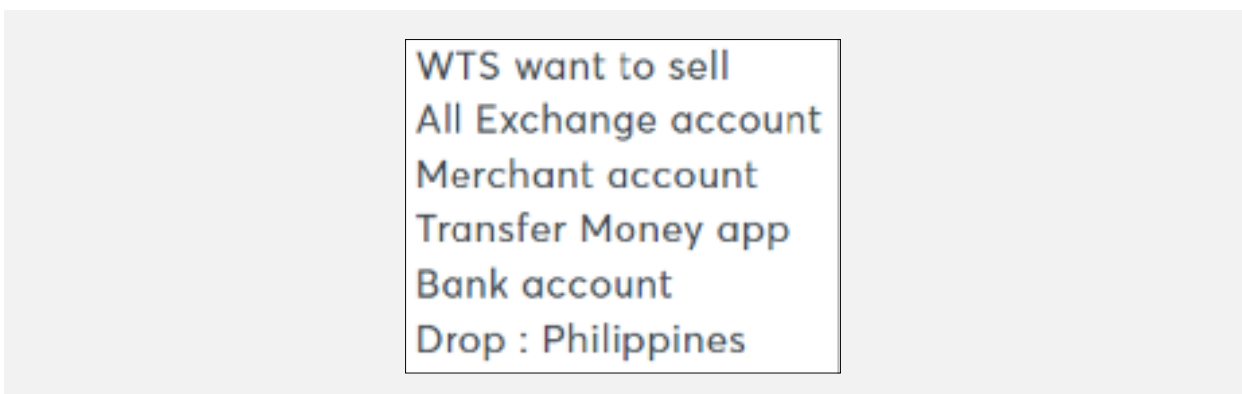 WTS want to sell
All Exchange account
Merchant account
Transfer Money app
Bank account
Drop : Philippines